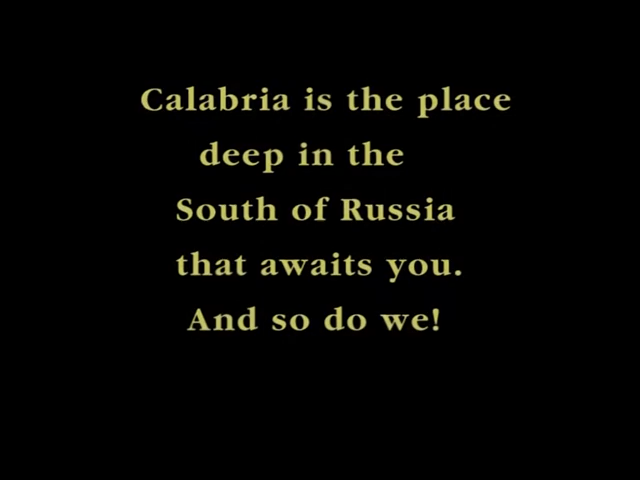 Calabria is the place
deep in the
South of Russia
that awaits you.
And so do we!